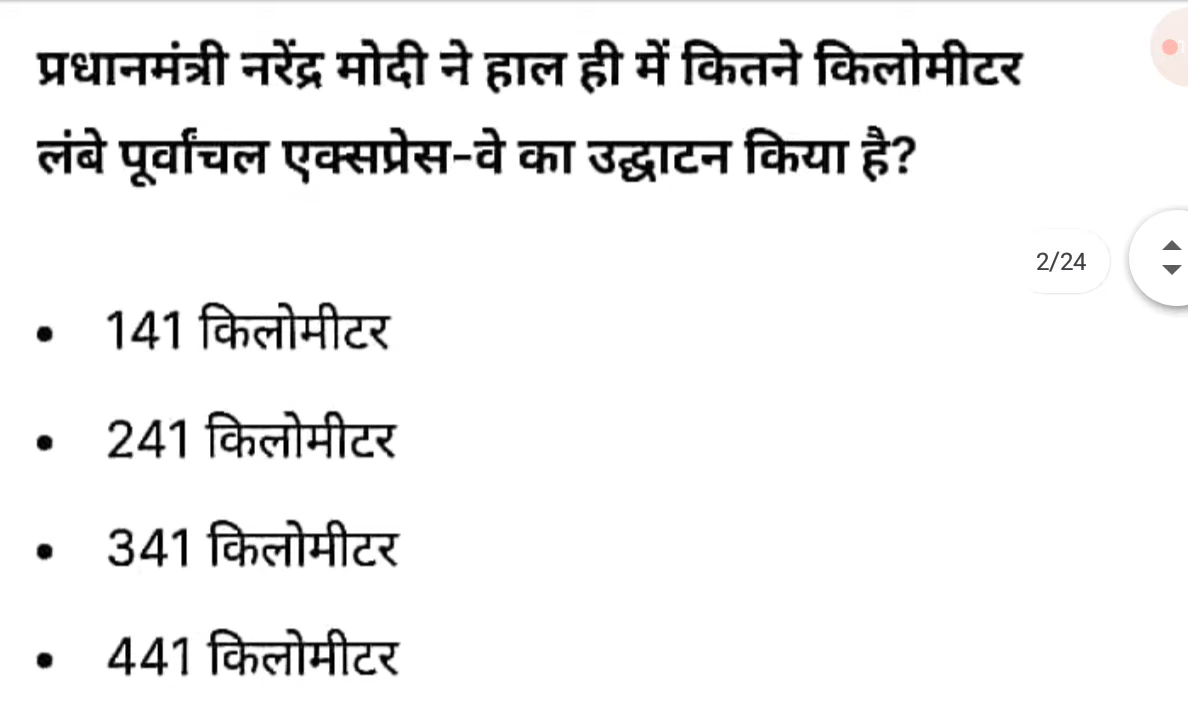 प्रधानमंत्री नरेंद्र मोदी ने हाल ही में कितने किलोमीटर
लंबे पूर्वांचल एक्सप्रेस-वे का उद्घाटन किया है?
2/24
• 141 किलोमीटर
• 241 किलोमीटर
• 341 किलोमीटर
• 441 किलोमीटर